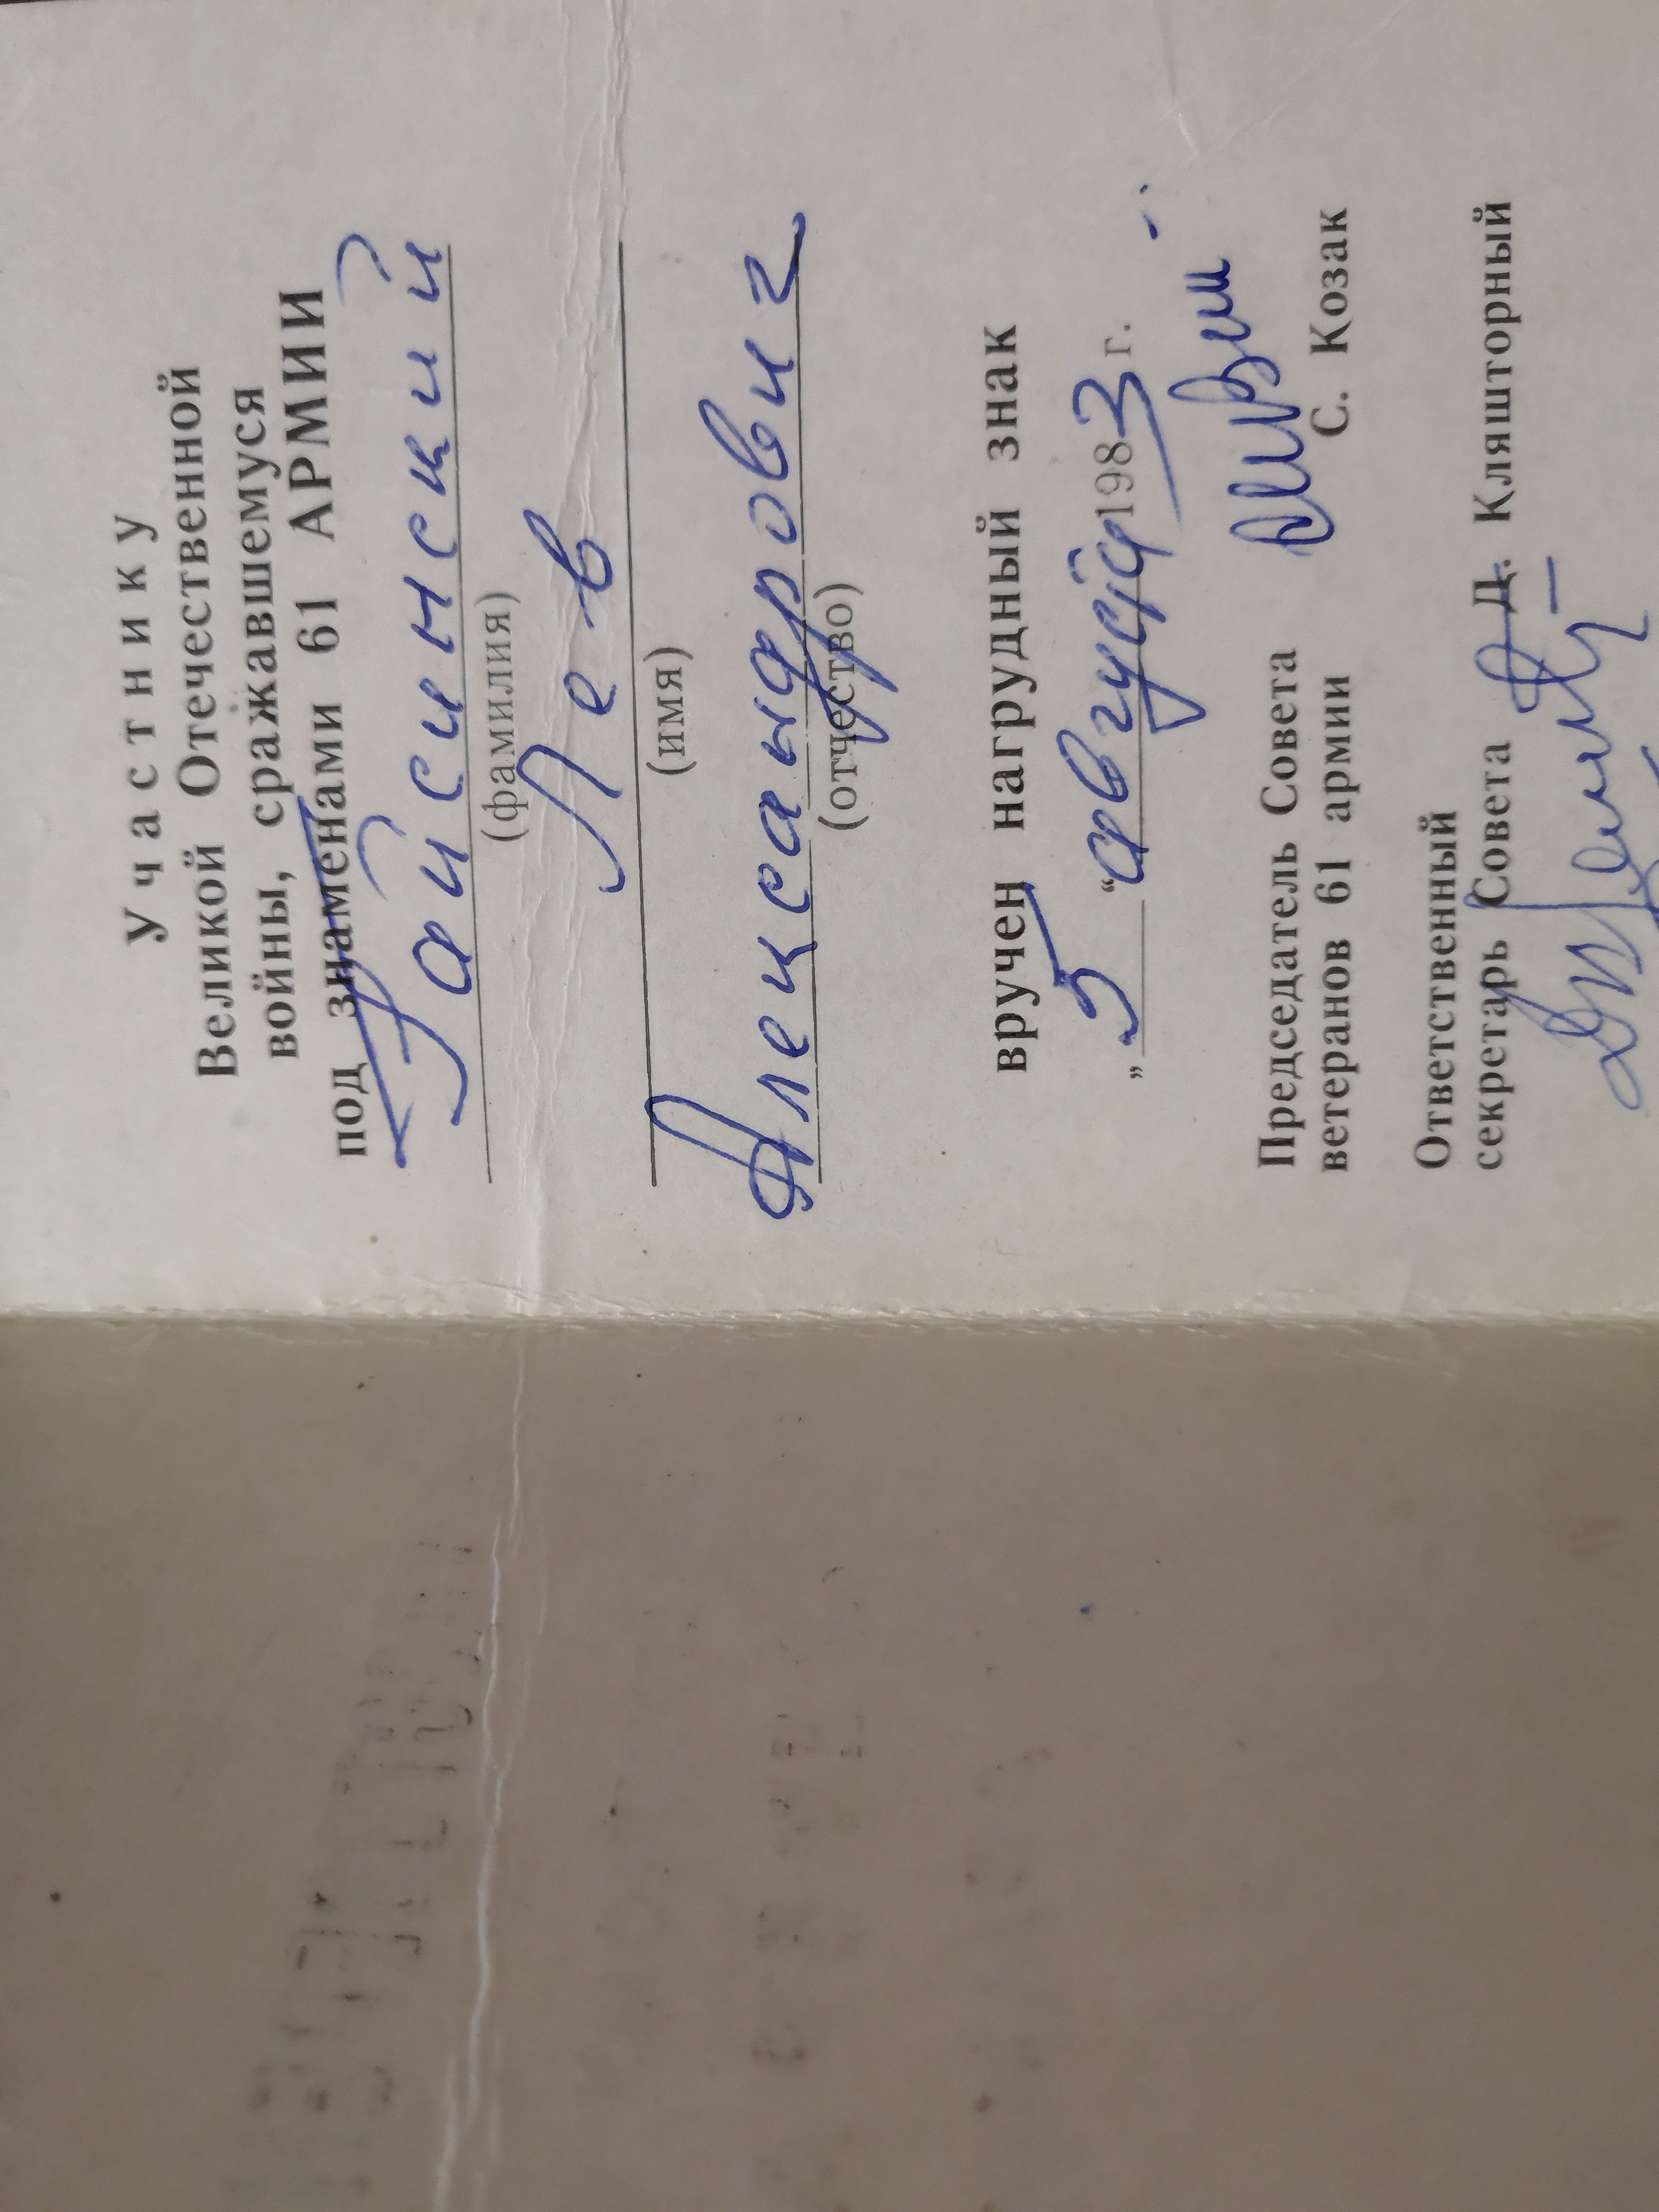 Участнику
Великой Отечественной
войны, сражавшемуся
под знаменами 61 АРМИИ
Гайсинский
(фамилия)
Лев
(имя)
Александрович
(отчество)
вручен нагрудный знак
„ 5 “ августа 1983 г.
Председатель Совета
ветеранов 61 армии С. Козак
Ответственный
секретарь Совета Д. Кляшторный